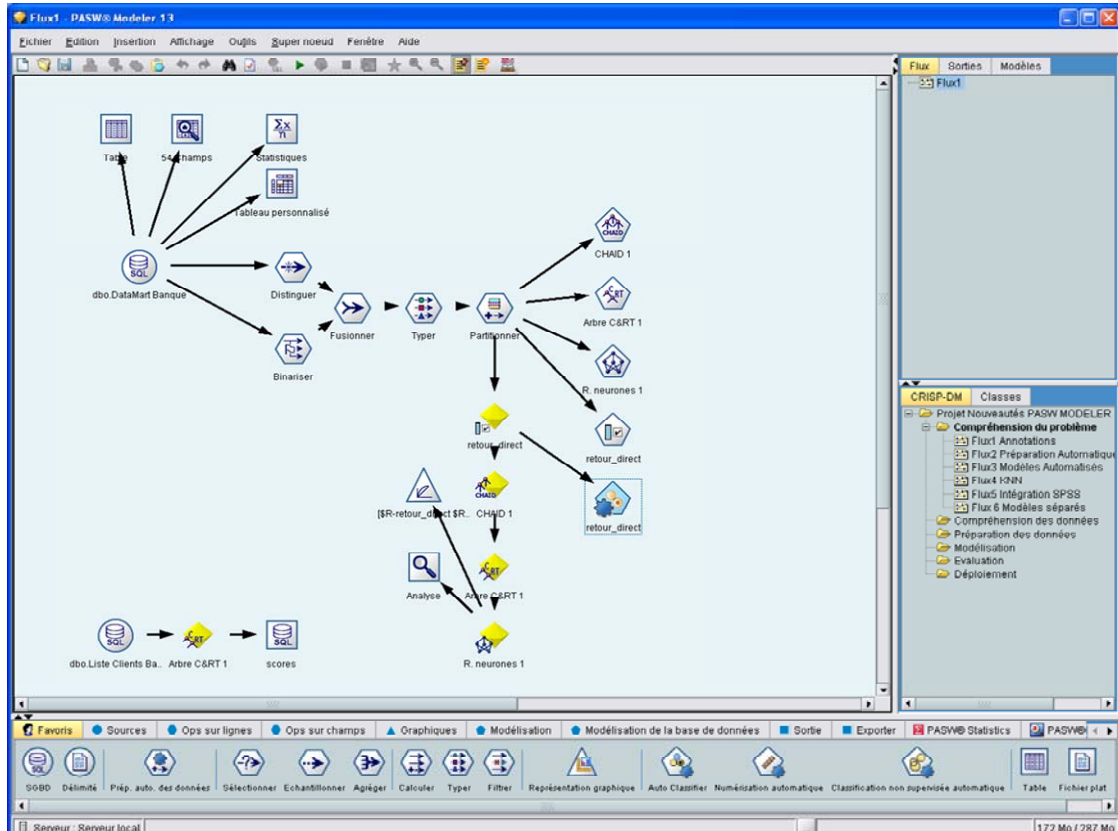 Flux1 - PASW® Modeler 13
Fichier Edition Insertion Affichage Outils Super noeud Fenêtre Aide
Flux Sorties Modèles
Flux1
Table
54 champs
Statistiques
Tableau personnalisé
CHAID 1
dbo.DataMart Banque
Distinguer
Arbre C&RT 1
Fusionner
Typer
Partitionner
Binariser
R. neurones 1
CRISP-DM Classes
Projet Nouveautés PASW MODELER
Compréhension du problème
Flux1 Annotations
Flux2 Préparation Automatique
Flux3 Modèles Automatisés
Flux4 KNN
Flux5 Intégration SPSS
Flux 6 Modèles séparés
Compréhension des données
Préparation des données
Modélisation
Evaluation
Déploiement
retour_direct
retour_direct
[$R-retour_direct $R..
CHAID 1
retour_direct
Analyse
Arbre C&RT 1
dbo.Liste Clients Ba..
Arbre C&RT 1
scores
R. neurones 1
Favoris Sources Ops sur lignes Ops sur champs Graphiques Modélisation Modélisation de la base de données Sortie Exporter PASW® Statistics PASW®
SGBD Délimité Prép. auto. des données Sélectionner Echantillonner Agréger Calculer Typer Filtrer Représentation graphique Auto Classifier Numérisation automatique Classification non supervisée automatique Table Fichier plat
Serveur : Serveur local
172 Mo / 287 Mo